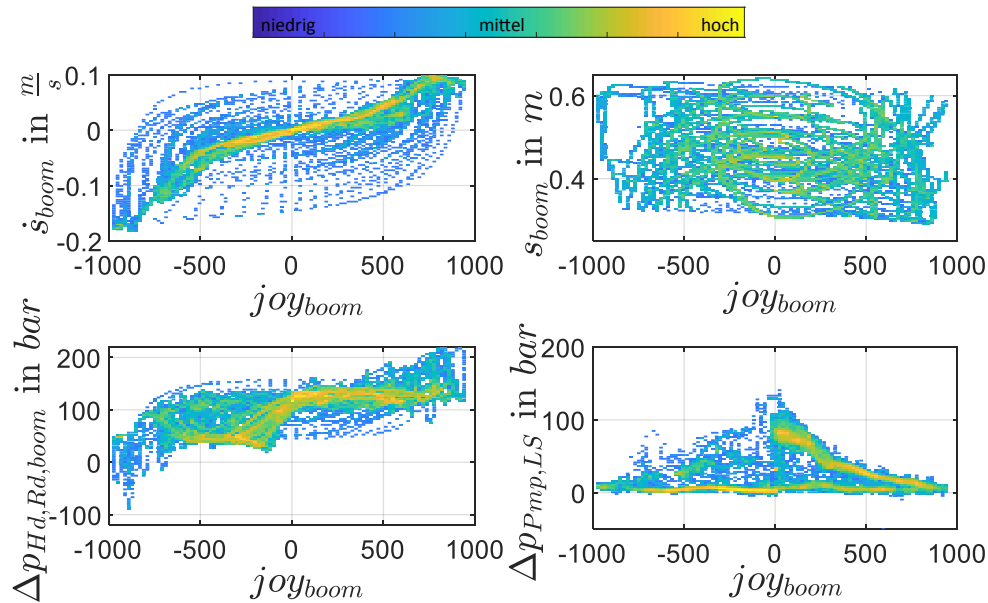 niedrig mittel hoch
ṡ_boom in m/s
0.1
0
-0.1
-0.2
-1000 -500 0 500 1000
joy_boom
s_boom in m
0.6
0.4
-1000 -500 0 500 1000
joy_boom
Δp_Hd,Rd,boom in bar
200
100
0
-100
-1000 -500 0 500 1000
joy_boom
Δp_Pmp,LS in bar
200
100
0
-1000 -500 0 500 1000
joy_boom